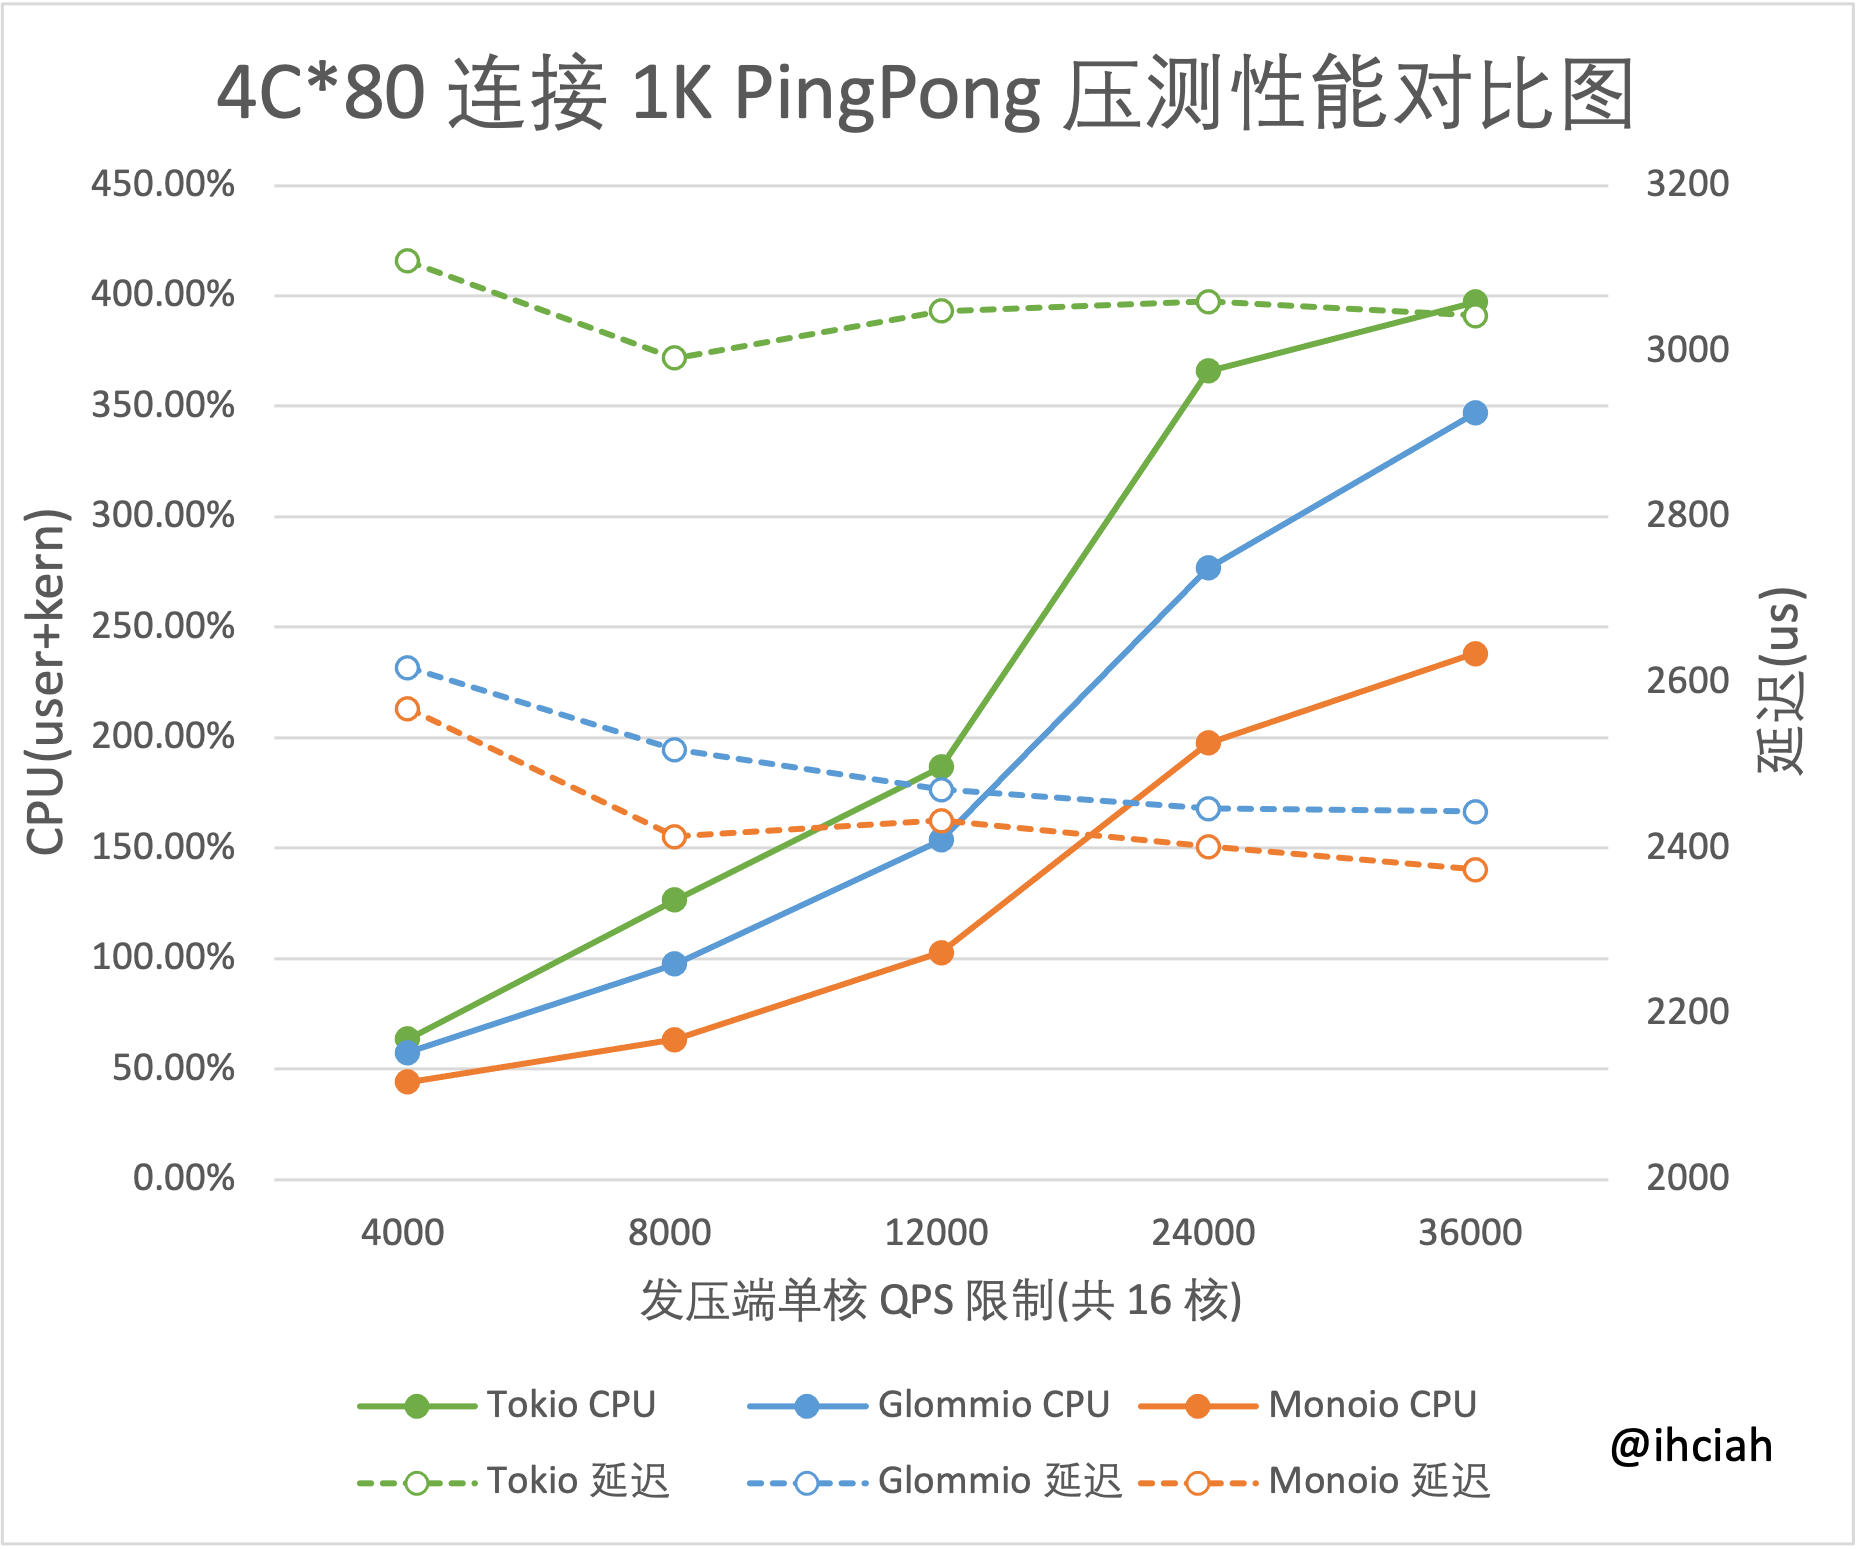 4C*80 连接 1K PingPong 压测性能对比图
450.00%
400.00%
350.00%
300.00%
250.00%
200.00%
150.00%
100.00%
50.00%
0.00%
CPU(user+kern)
3200
3000
2800
2600
2400
2200
2000
延迟(us)
4000 8000 12000 24000 36000
发压端单核 QPS 限制(共 16 核)
Tokio CPU Glommio CPU Monoio CPU
Tokio 延迟 Glommio 延迟 Monoio 延迟
@ihciah